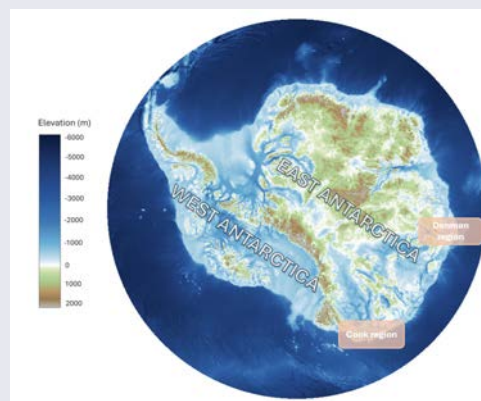 Elevation (m)
-6000
-5000
-4000
-3000
-2000
-1000
0
1000
2000
WEST ANTARCTICA
EAST ANTARCTICA
Denman
region
Cook region